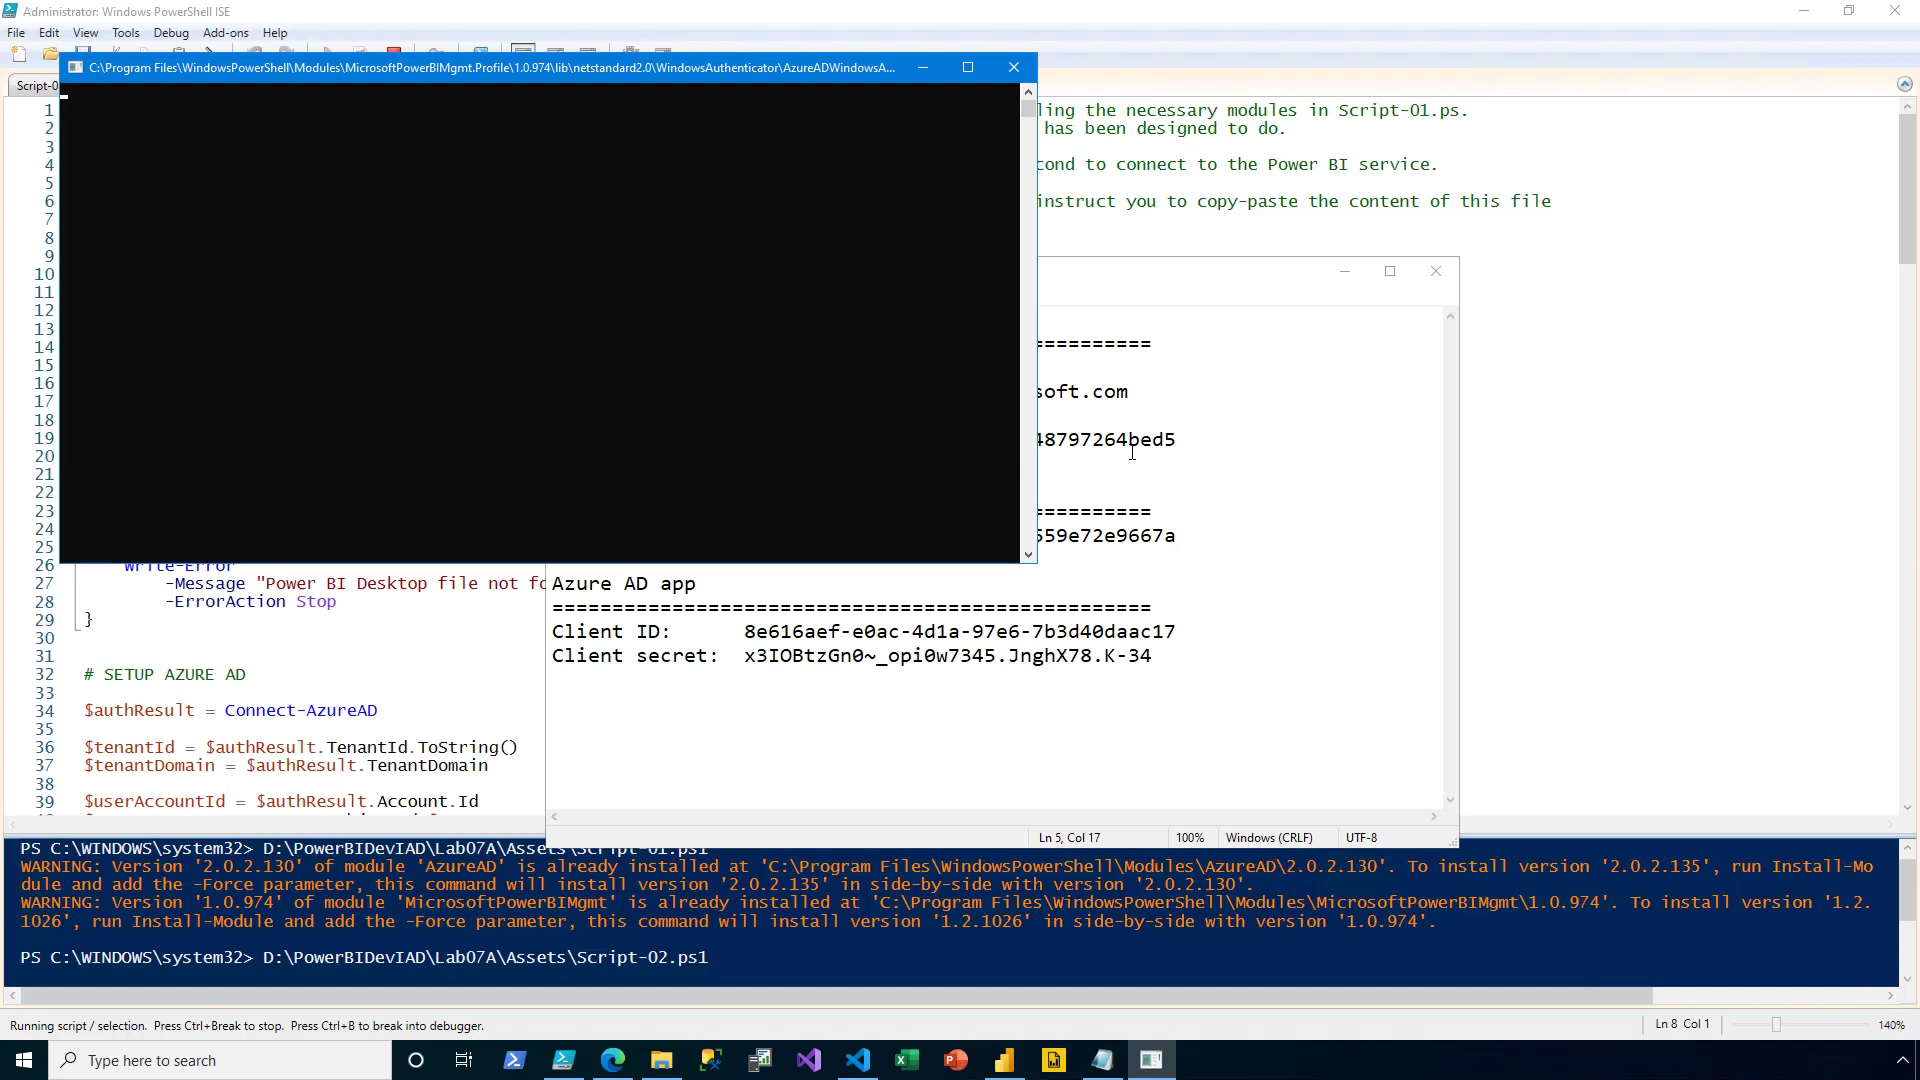 Administrator: Windows PowerShell ISE
File Edit View Tools Debug Add-ons Help
C:\Program Files\WindowsPowerShell\Modules\MicrosoftPowerBIMgmt.Profile\1.0.974\lib\netstandard2.0\WindowsAuthenticator\AzureADWindowsA...
Script-0
1 ling the necessary modules in Script-01.ps.
2 has been designed to do.
3
4 cond to connect to the Power BI service.
5
6 instruct you to copy-paste the content of this file
7
8
9
10
11
12
13
14 ==========
15
16 soft.com
17
18
19 48797264bed5
20
21
22
23 ==========
24 559e72e9667a
25
26 Write-Error
27 -Message "Power BI Desktop file not fo
28 -ErrorAction Stop
29 }
30
31
32 # SETUP AZURE AD
33
34 $authResult = Connect-AzureAD
35
36 $tenantId = $authResult.TenantId.ToString()
37 $tenantDomain = $authResult.TenantDomain
38
39 $userAccountId = $authResult.Account.Id
Azure AD app
==================================================
Client ID: 8e616aef-e0ac-4d1a-97e6-7b3d40daac17
Client secret: x3IOBtzGn0~_opi0w7345.JnghX78.K-34
Ln 5, Col 17 100% Windows (CRLF) UTF-8
PS C:\WINDOWS\system32> D:\PowerBIDevIAD\Lab07A\Assets\Script-01.ps1
WARNING: Version '2.0.2.130' of module 'AzureAD' is already installed at 'C:\Program Files\WindowsPowerShell\Modules\AzureAD\2.0.2.130'. To install version '2.0.2.135', run Install-Mo
dule and add the -Force parameter, this command will install version '2.0.2.135' in side-by-side with version '2.0.2.130'.
WARNING: Version '1.0.974' of module 'MicrosoftPowerBIMgmt' is already installed at 'C:\Program Files\WindowsPowerShell\Modules\MicrosoftPowerBIMgmt\1.0.974'. To install version '1.2.
1026', run Install-Module and add the -Force parameter, this command will install version '1.2.1026' in side-by-side with version '1.0.974'.
PS C:\WINDOWS\system32> D:\PowerBIDevIAD\Lab07A\Assets\Script-02.ps1
Running script / selection. Press Ctrl+Break to stop. Press Ctrl+B to break into debugger.
Ln 8 Col 1 140%
Type here to search